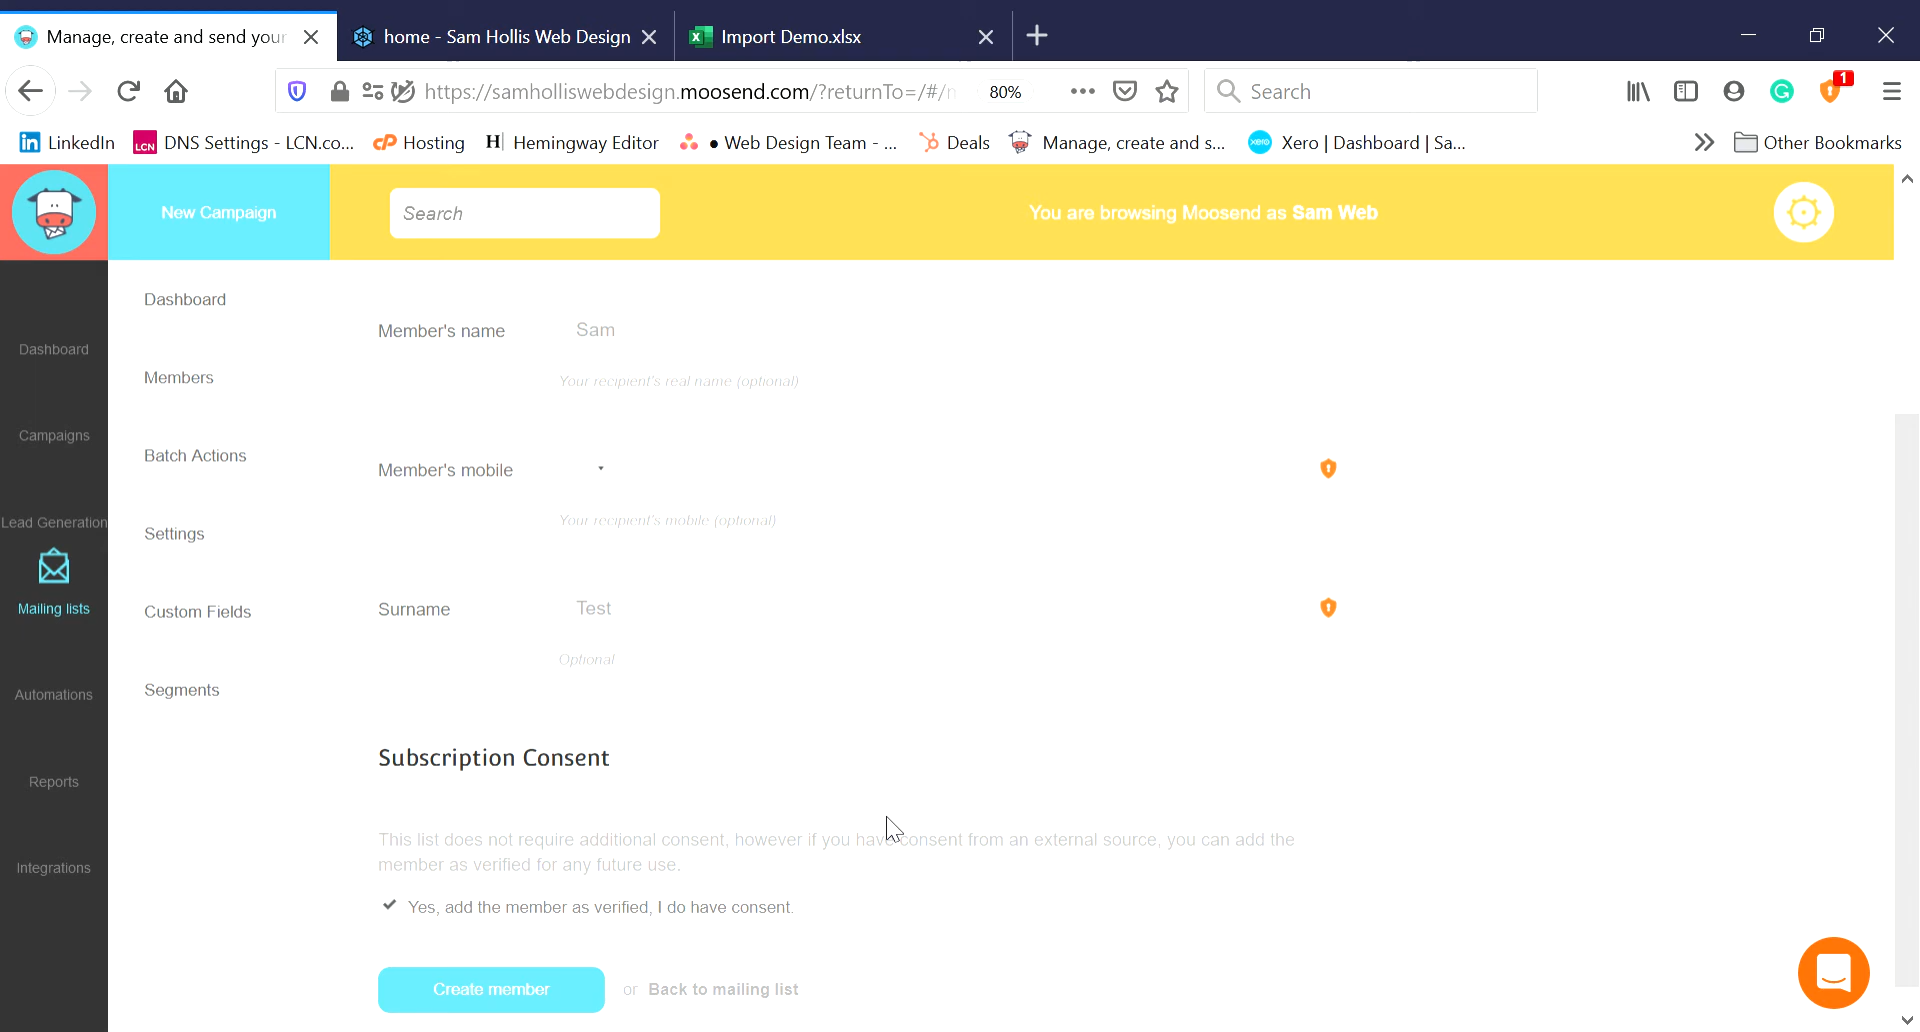 Manage, create and send your
home - Sam Hollis Web Design
Import Demo.xlsx
https://samholliswebdesign.moosend.com/?returnTo=/#/
80%
Search
1
LinkedIn
LCN
DNS Settings - LCN.co...
cP
Hosting
H
Hemingway Editor
● Web Design Team - ...
Deals
Manage, create and s...
xero
Xero | Dashboard | Sa...
Other Bookmarks
New Campaign
Search
You are browsing Moosend as Sam Web
Dashboard
Campaigns
Lead Generation
Mailing lists
Automations
Reports
Integrations
Dashboard
Members
Batch Actions
Settings
Custom Fields
Segments
Member's name
Sam
Your recipient's real name (optional)
Member's mobile
Your recipient's mobile (optional)
Surname
Test
Optional
Subscription Consent
This list does not require additional consent, however if you have consent from an external source, you can add the
member as verified for any future use.
Yes, add the member as verified, I do have consent.
Create member
or Back to mailing list